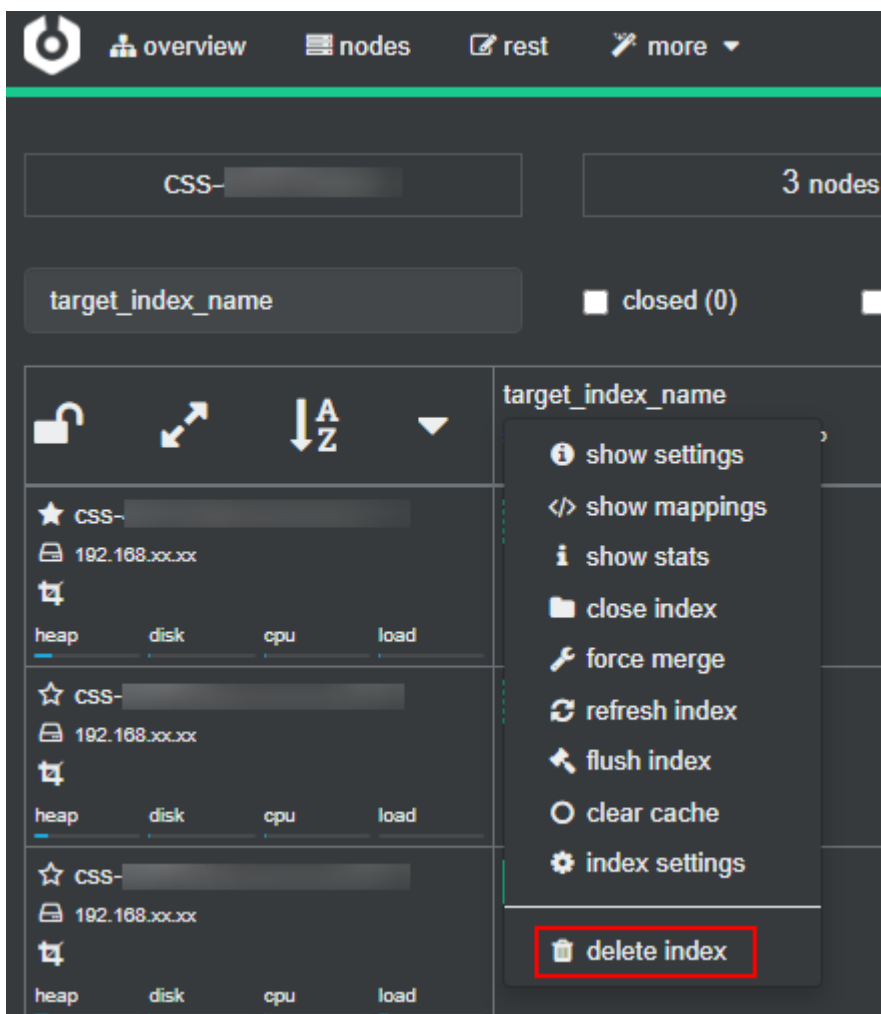 overview nodes rest more
CSS-
3 nodes
target_index_name
closed (0)
A
Z
target_index_name
show settings
show mappings
show stats
close index
force merge
refresh index
flush index
clear cache
index settings
delete index
css-
192.168.xx.xx
heap disk cpu load
css-
192.168.xx.xx
heap disk cpu load
css-
192.168.xx.xx
heap disk cpu load